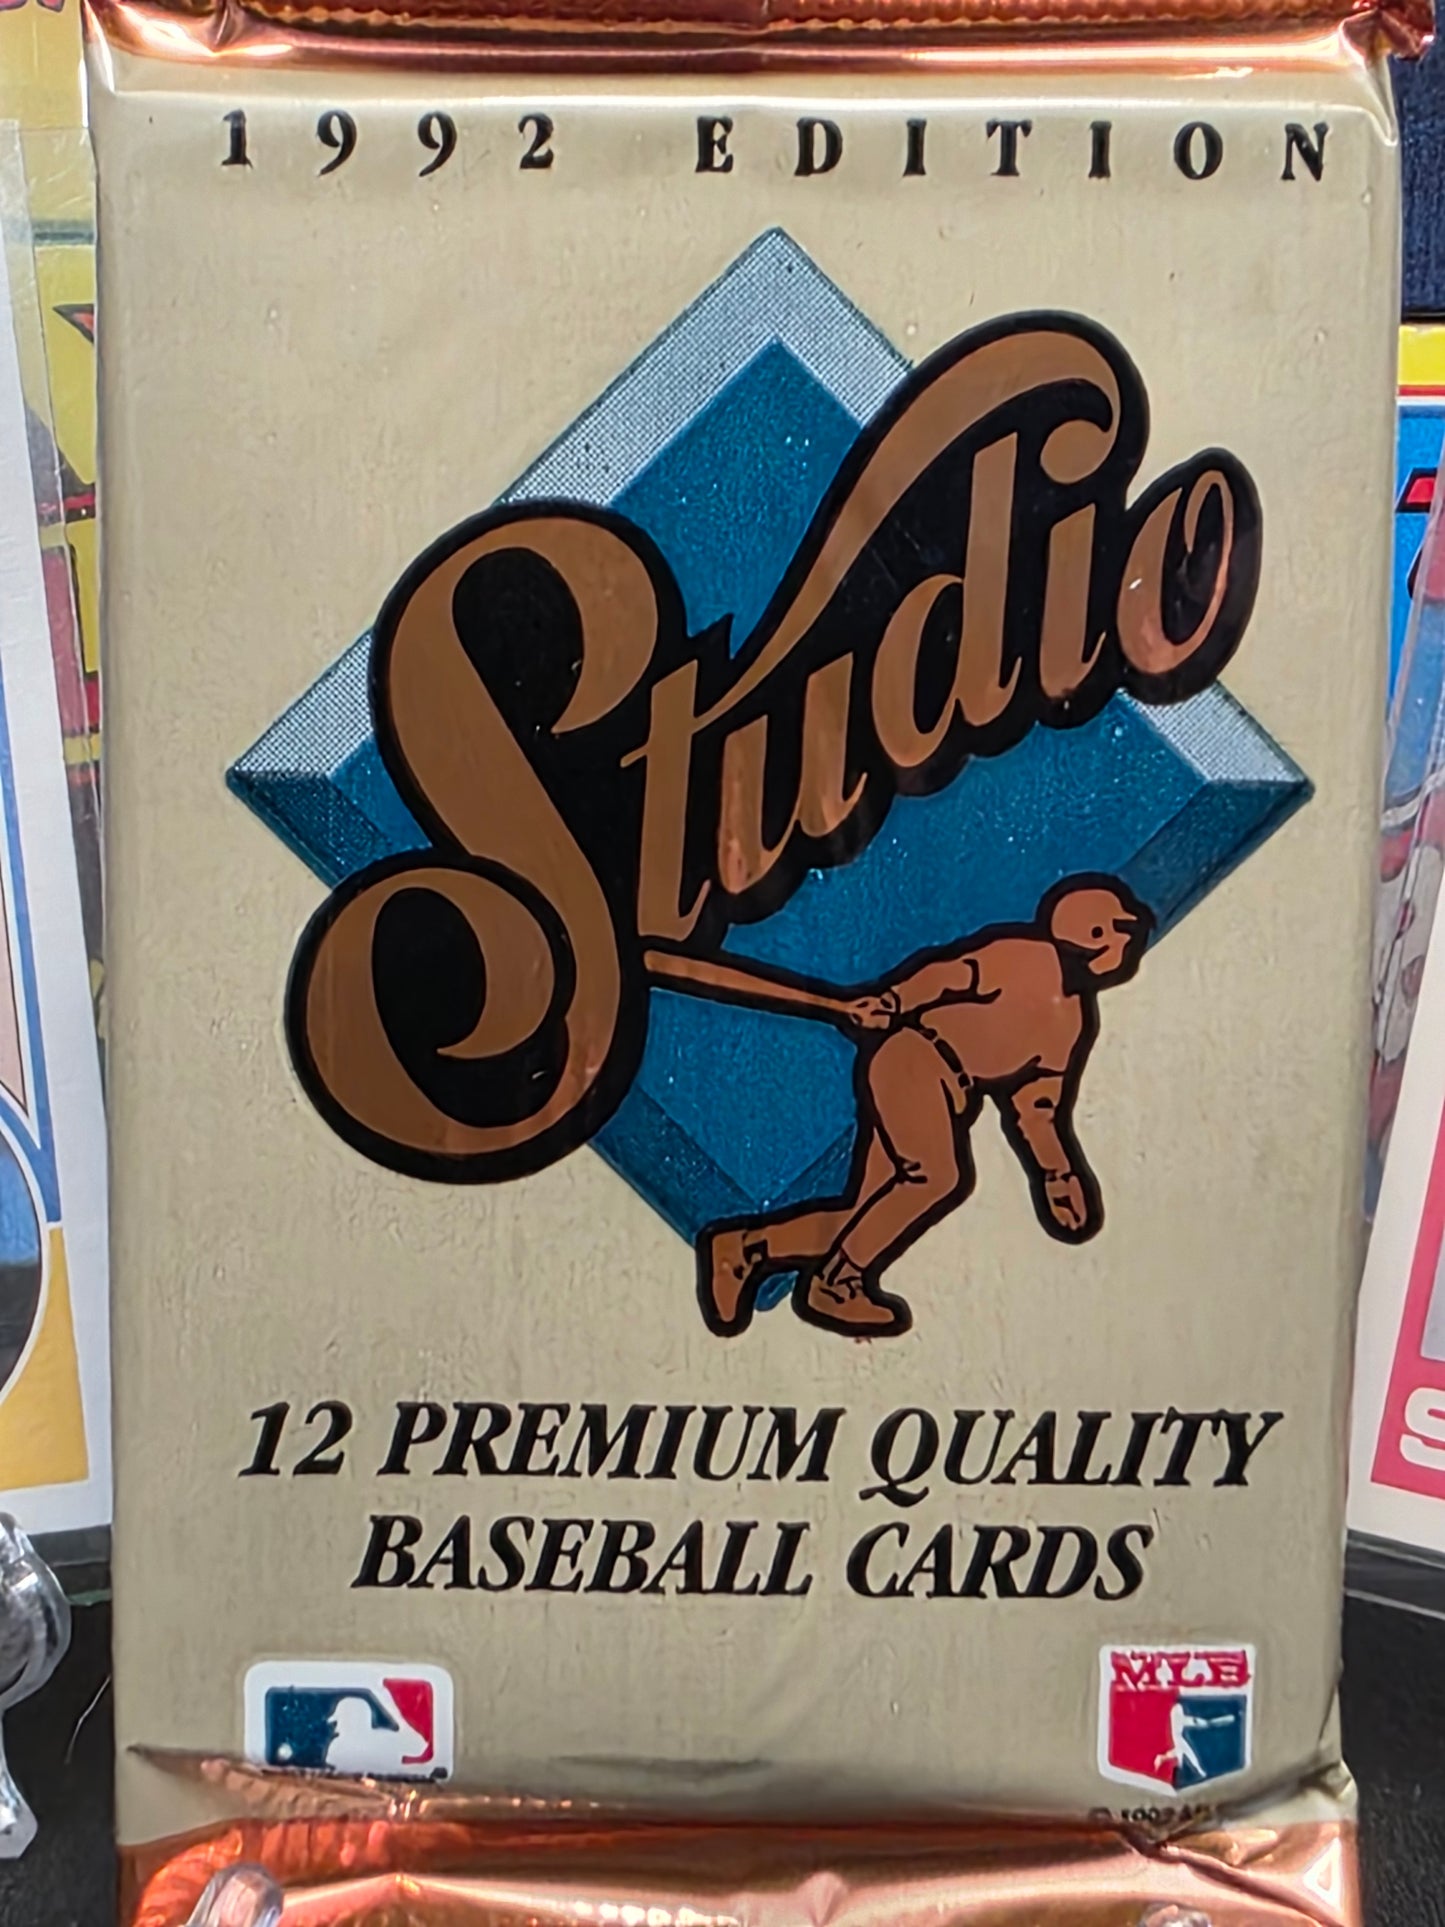 1992 EDITION
Studio
12 PREMIUM QUALITY
BASEBALL CARDS
MLB